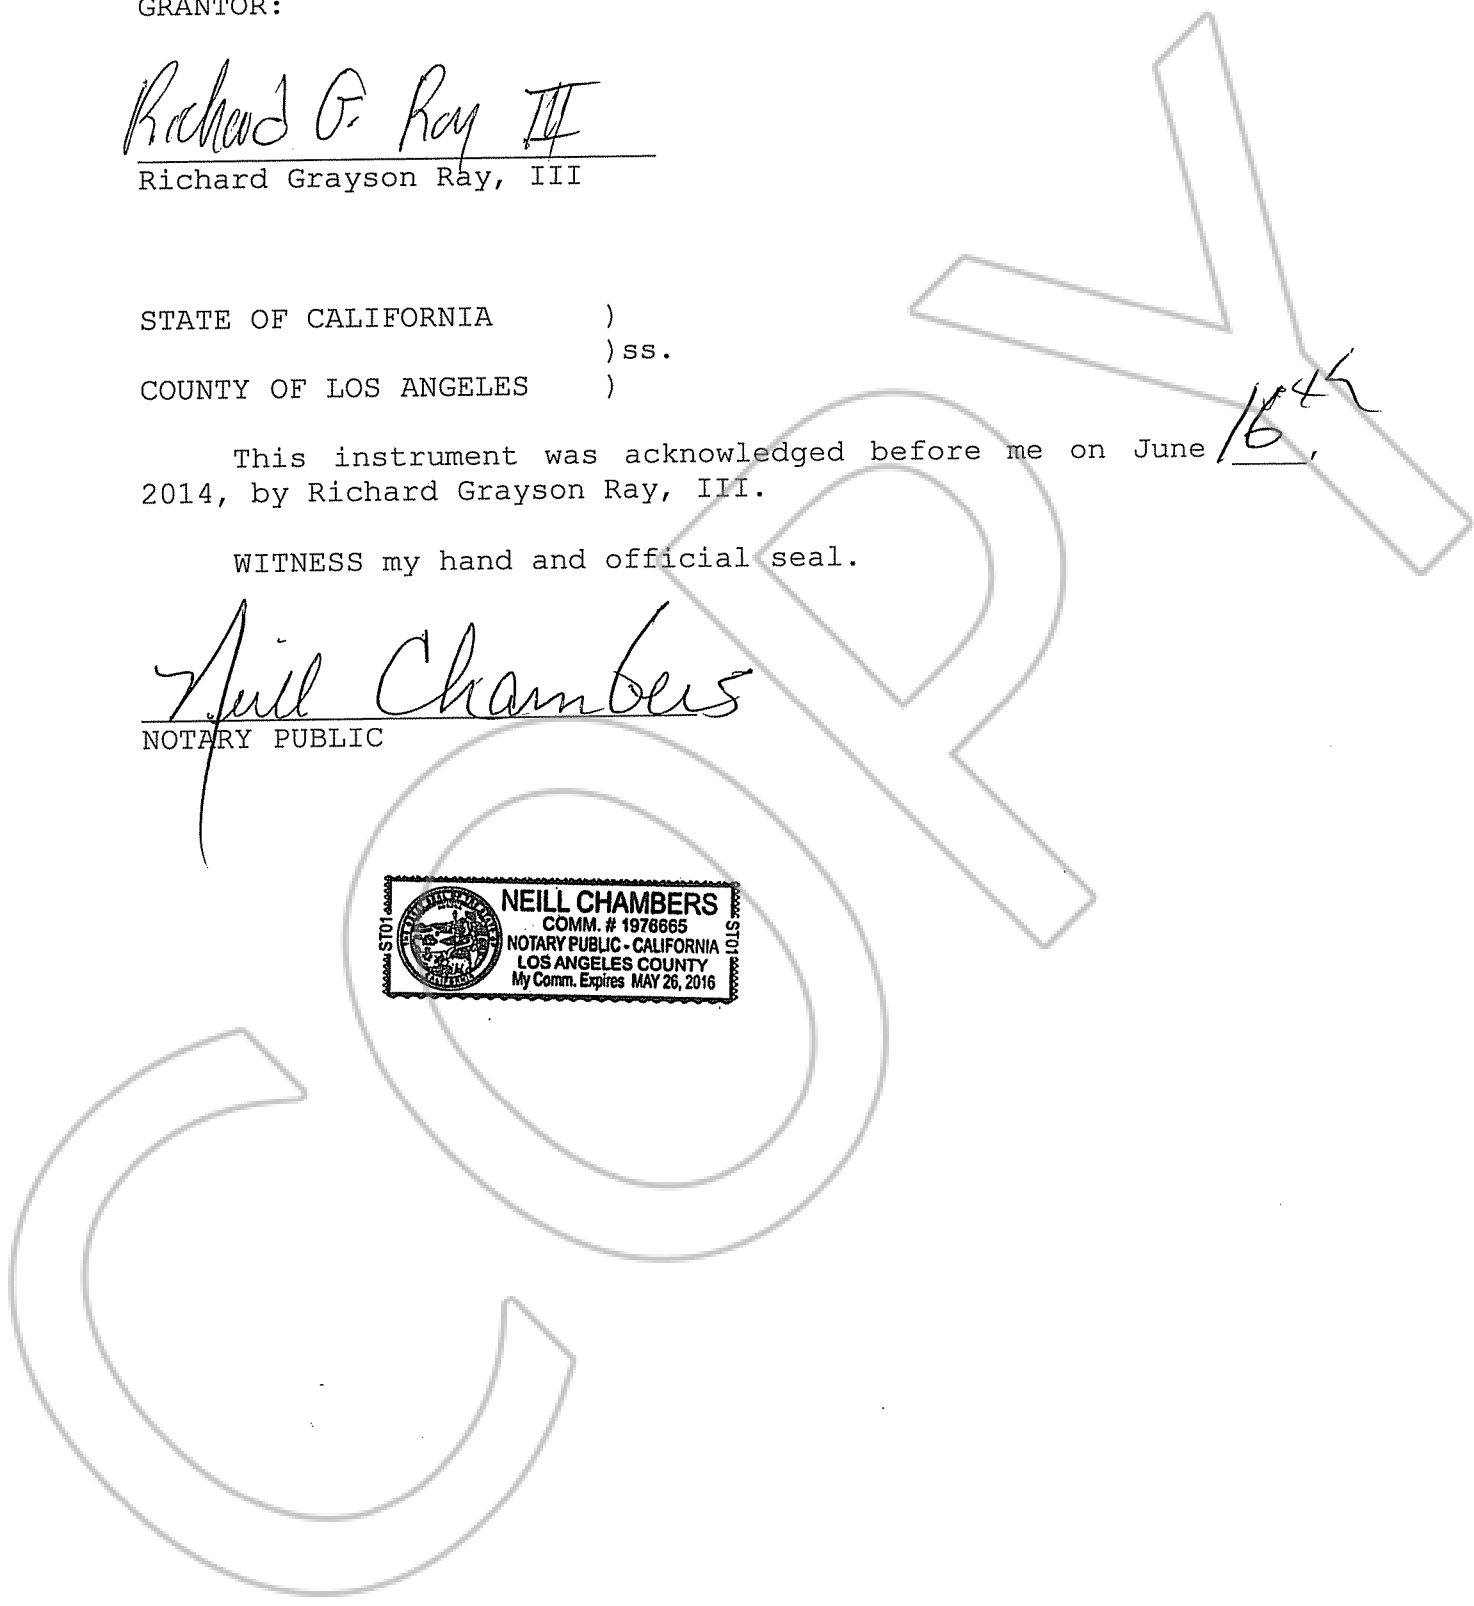 GRANTOR:
Richard G. Ray III
Richard Grayson Ray, III
STATE OF CALIFORNIA )
)ss.
COUNTY OF LOS ANGELES )
This instrument was acknowledged before me on June 16th,
2014, by Richard Grayson Ray, III.
WITNESS my hand and official seal.
Neill Chambers
NOTARY PUBLIC
NEILL CHAMBERS
COMM. # 1976665
NOTARY PUBLIC - CALIFORNIA
LOS ANGELES COUNTY
My Comm. Expires MAY 26, 2016
ST01
ST01
COPY